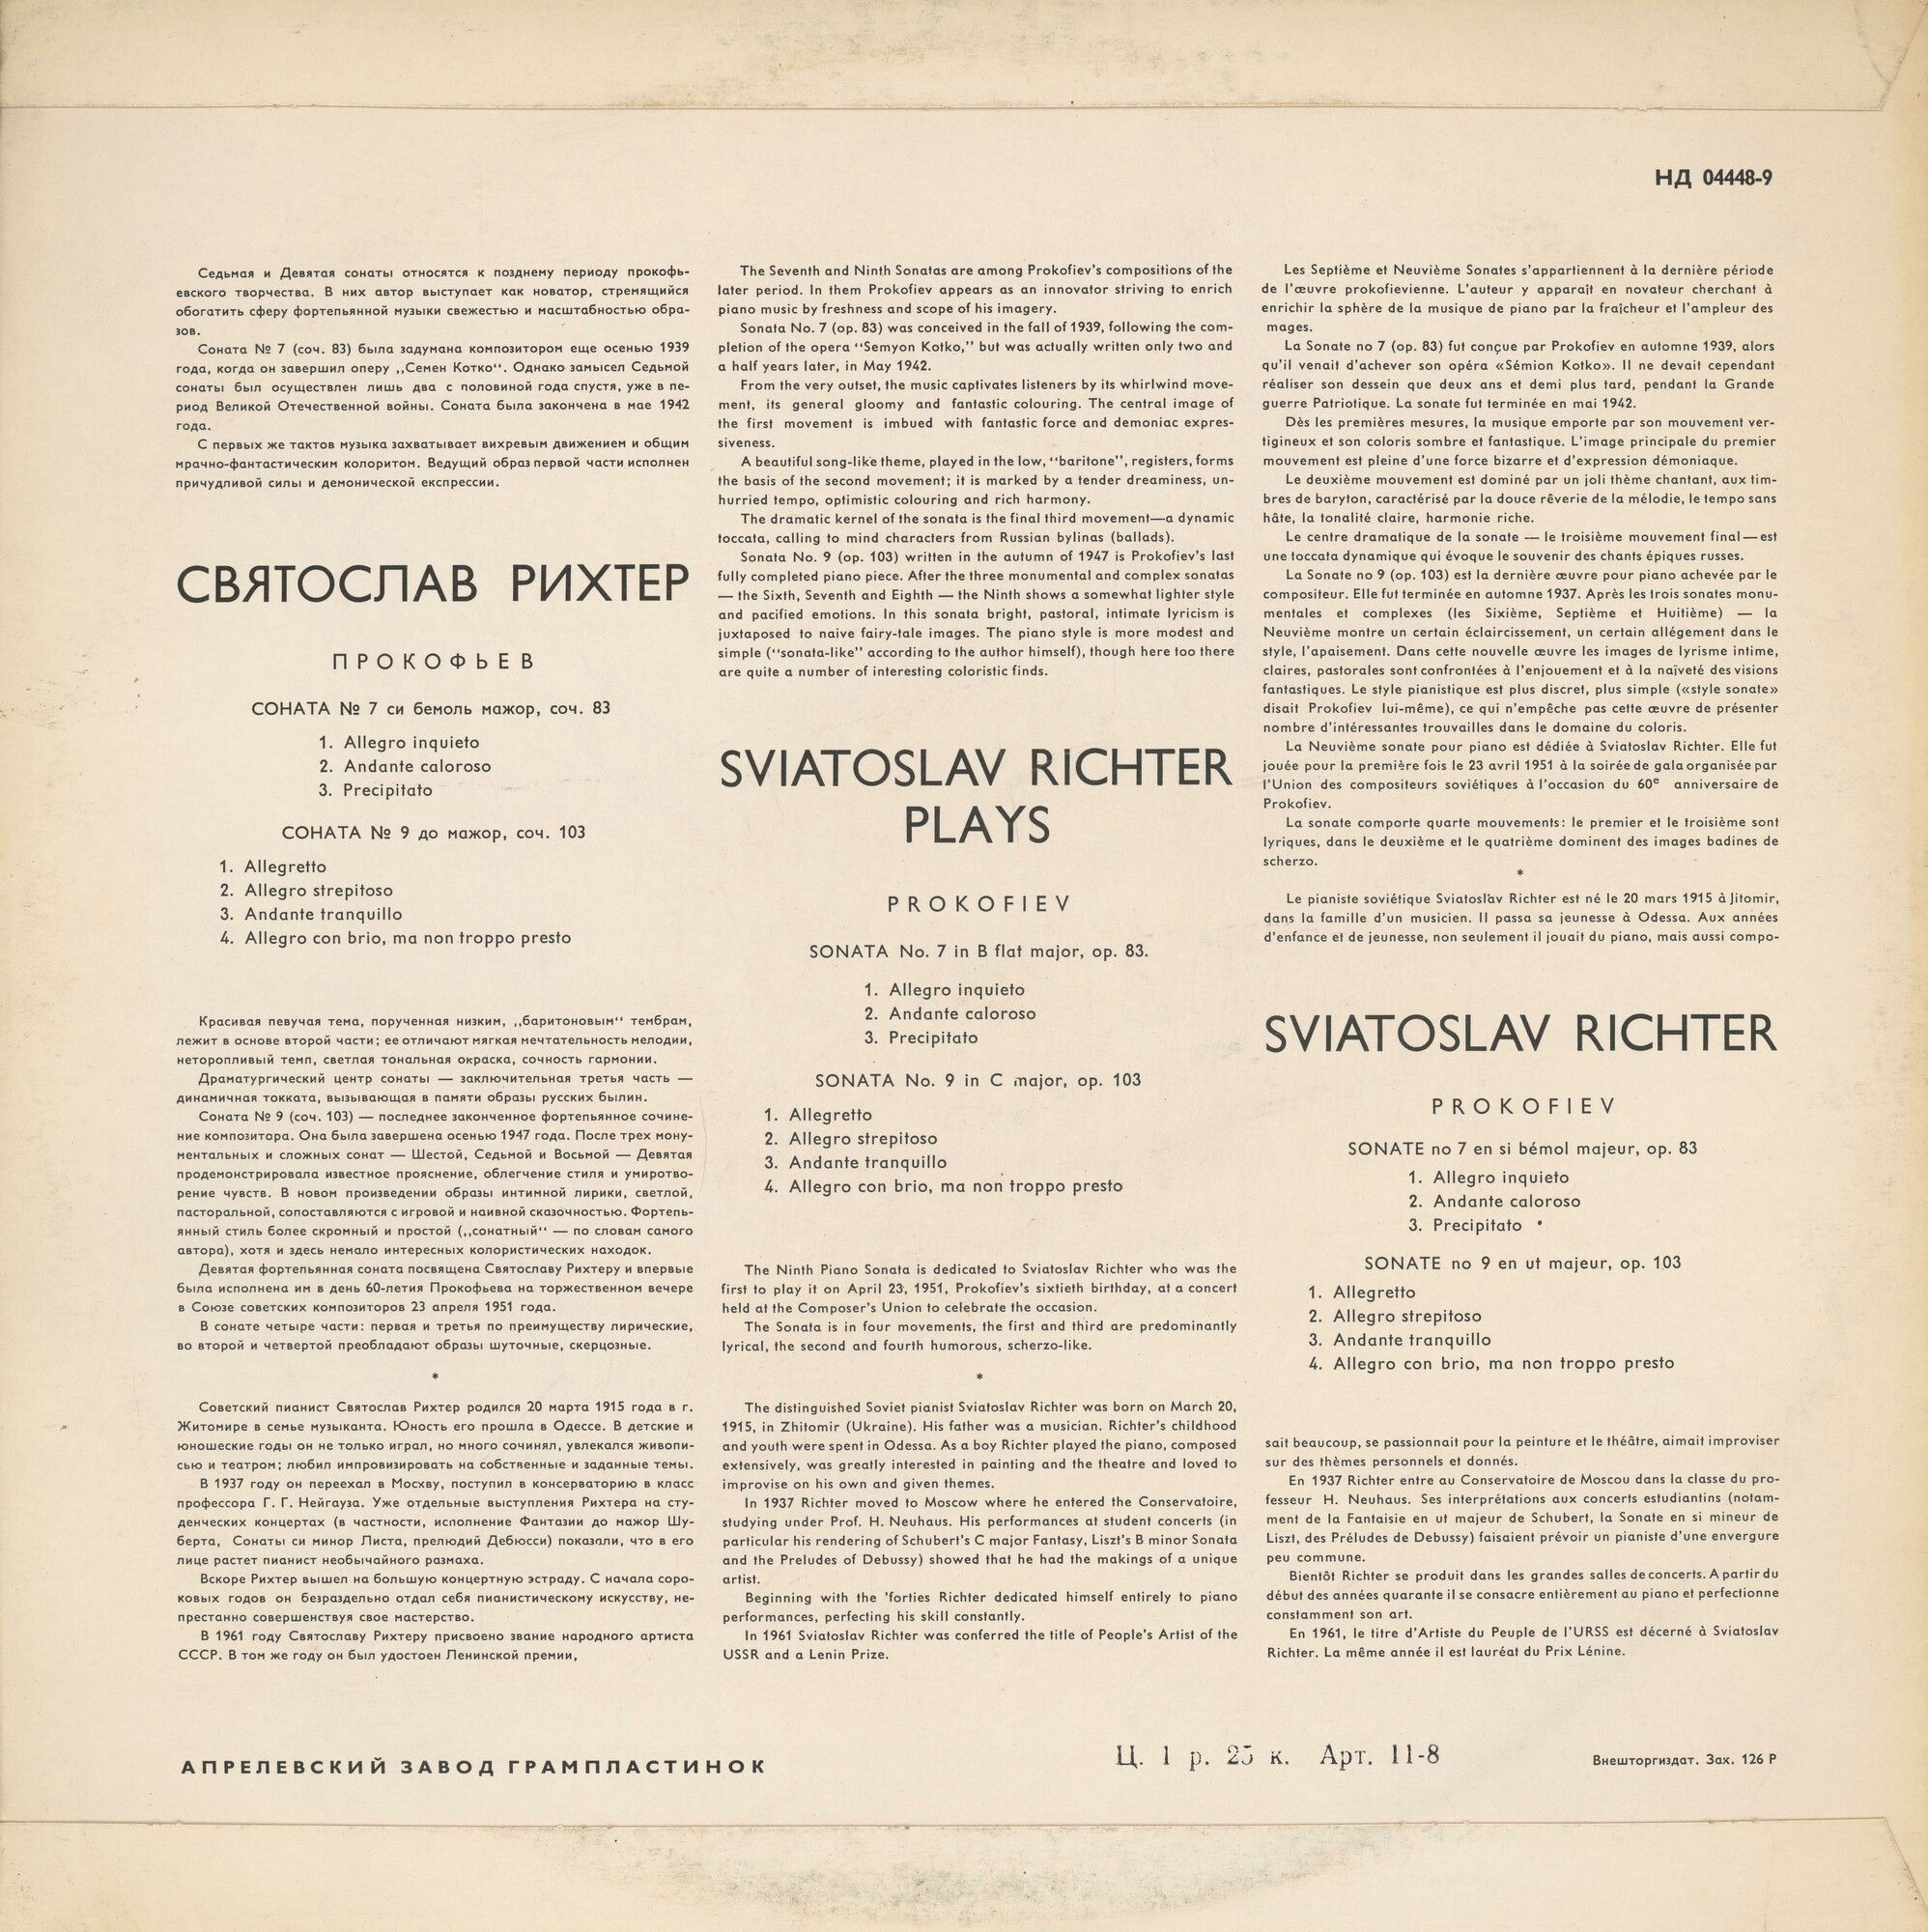 НД 04448-9
Седьмая и Девятая сонаты относятся к позднему периоду прокофь-
евского творчества. В них автор выступает как новатор, стремящийся
обогатить сферу фортепьянной музыки свежестью и масштабностью обра-
зов.
Соната № 7 (соч. 83) была задумана композитором еще осенью 1939
года, когда он завершил оперу ,,Семен Котко“. Однако замысел Седьмой
сонаты был осуществлен лишь два с половиной года спустя, уже в пе-
риод Великой Отечественной войны. Соната была закончена в мае 1942
года.
С первых же тактов музыка захватывает вихревым движением и общим
мрачно-фантастическим колоритом. Ведущий образ первой части исполнен
причудливой силы и демонической експрессии.
СВЯТОСЛАВ РИХТЕР
ПРОКОФЬЕВ
СОНАТА № 7 си бемоль мажор, соч. 83
1. Allegro inquieto
2. Andante caloroso
3. Precipitato
СОНАТА № 9 до мажор, соч. 103
1. Allegretto
2. Allegro strepitoso
3. Andante tranquillo
4. Allegro con brio, ma non troppo presto
Красивая певучая тема, порученная низким, ,,баритоновым“ тембрам,
лежит в основе второй части; ее отличают мягкая мечтательность мелодии,
неторопливый темп, светлая тональная окраска, сочность гармонии.
Драматургический центр сонаты — заключительная третья часть —
динамичная токката, вызывающая в памяти образы русских былин.
Соната № 9 (соч. 103) — последнее законченное фортепьянное сочине-
ние композитора. Она была завершена осенью 1947 года. После трех мону-
ментальных и сложных сонат — Шестой, Седьмой и Восьмой — Девятая
продемонстрировала известное прояснение, облегчение стиля и умиротво-
рение чувств. В новом произведении образы интимной лирики, светлой,
пасторальной, сопоставляются с игровой и наивной сказочностью. Фортепь-
янный стиль более скромный и простой (,,сонатный“ — по словам самого
автора), хотя и здесь немало интересных колористических находок.
Девятая фортепьянная соната посвящена Святославу Рихтеру и впервые
была исполнена им в день 60-летия Прокофьева на торжественном вечере
в Союзе советских композиторов 23 апреля 1951 года.
В сонате четыре части: первая и третья по преимуществу лирические,
во второй и четвертой преобладают образы шуточные, скерцозные.
*
Советский пианист Святослав Рихтер родился 20 марта 1915 года в г.
Житомире в семье музыканта. Юность его прошла в Одессе. В детские и
юношеские годы он не только играл, но много сочинял, увлекался живопи-
сью и театром; любил импровизировать на собственные и заданные темы.
В 1937 году он переехал в Москву, поступил в консерваторию в класс
профессора Г. Г. Нейгауза. Уже отдельные выступления Рихтера на сту-
денческих концертах (в частности, исполнение Фантазии до мажор Шу-
берта, Сонаты си минор Листа, прелюдий Дебюсси) показали, что в его
лице растет пианист необычайного размаха.
Вскоре Рихтер вышел на большую концертную эстраду. С начала соро-
ковых годов он безраздельно отдал себя пианистическому искусству, не-
престанно совершенствуя свое мастерство.
В 1961 году Святославу Рихтеру присвоено звание народного артиста
СССР. В том же году он был удостоен Ленинской премии,
The Seventh and Ninth Sonatas are among Prokofiev's compositions of the
later period. In them Prokofiev appears as an innovator striving to enrich
piano music by freshness and scope of his imagery.
Sonata No. 7 (op. 83) was conceived in the fall of 1939, following the com-
pletion of the opera “Semyon Kotko,” but was actually written only two and
a half years later, in May 1942.
From the very outset, the music captivates listeners by its whirlwind move-
ment, its general gloomy and fantastic colouring. The central image of
the first movement is imbued with fantastic force and demoniac expres-
siveness.
A beautiful song-like theme, played in the low, “baritone”, registers, forms
the basis of the second movement; it is marked by a tender dreaminess, un-
hurried tempo, optimistic colouring and rich harmony.
The dramatic kernel of the sonata is the final third movement—a dynamic
toccata, calling to mind characters from Russian bylinas (ballads).
Sonata No. 9 (op. 103) written in the autumn of 1947 is Prokofiev's last
fully completed piano piece. After the three monumental and complex sonatas
— the Sixth, Seventh and Eighth — the Ninth shows a somewhat lighter style
and pacified emotions. In this sonata bright, pastoral, intimate lyricism is
juxtaposed to naive fairy-tale images. The piano style is more modest and
simple (“sonata-like” according to the author himself), though here too there
are quite a number of interesting coloristic finds.
SVIATOSLAV RICHTER
PLAYS
PROKOFIEV
SONATA No. 7 in B flat major, op. 83.
1. Allegro inquieto
2. Andante caloroso
3. Precipitato
SONATA No. 9 in C major, op. 103
1. Allegretto
2. Allegro strepitoso
3. Andante tranquillo
4. Allegro con brio, ma non troppo presto
The Ninth Piano Sonata is dedicated to Sviatoslav Richter who was the
first to play it on April 23, 1951, Prokofiev's sixtieth birthday, at a concert
held at the Composer's Union to celebrate the occasion.
The Sonata is in four movements, the first and third are predominantly
lyrical, the second and fourth humorous, scherzo-like.
*
The distinguished Soviet pianist Sviatoslav Richter was born on March 20,
1915, in Zhitomir (Ukraine). His father was a musician. Richter's childhood
and youth were spent in Odessa. As a boy Richter played the piano, composed
extensively, was greatly interested in painting and the theatre and loved to
improvise on his own and given themes.
In 1937 Richter moved to Moscow where he entered the Conservatoire,
studying under Prof. H. Neuhaus. His performances at student concerts (in
particular his rendering of Schubert's C major Fantasy, Liszt's B minor Sonata
and the Preludes of Debussy) showed that he had the makings of a unique
artist.
Beginning with the 'forties Richter dedicated himself entirely to piano
performances, perfecting his skill constantly.
In 1961 Sviatoslav Richter was conferred the title of People's Artist of the
USSR and a Lenin Prize.
Les Septième et Neuvième Sonates s'appartiennent à la dernière période
de l'œuvre prokofievienne. L'auteur y apparaît en novateur cherchant à
enrichir la sphère de la musique de piano par la fraîcheur et l'ampleur des
mages.
La Sonate no 7 (op. 83) fut conçue par Prokofiev en automne 1939, alors
qu'il venait d'achever son opéra «Sémion Kotko». Il ne devait cependant
réaliser son dessein que deux ans et demi plus tard, pendant la Grande
guerre Patriotique. La sonate fut terminée en mai 1942.
Dès les premières mesures, la musique emporte par son mouvement ver-
tigineux et son coloris sombre et fantastique. L'image principale du premier
mouvement est pleine d'une force bizarre et d'expression démoniaque.
Le deuxième mouvement est dominé par un joli thème chantant, aux tim-
bres de baryton, caractérisé par la douce rêverie de la mélodie, le tempo sans
hâte, la tonalité claire, harmonie riche.
Le centre dramatique de la sonate — le troisième mouvement final — est
une toccata dynamique qui évoque le souvenir des chants épiques russes.
La Sonate no 9 (op. 103) est la dernière œuvre pour piano achevée par le
compositeur. Elle fut terminée en automne 1937. Après les trois sonates monu-
mentales et complexes (les Sixième, Septième et Huitième) — la
Neuvième montre un certain éclaircissement, un certain allégement dans le
style, l'apaisement. Dans cette nouvelle œuvre les images de lyrisme intime,
claires, pastorales sont confrontées à l'enjouement et à la naïveté des visions
fantastiques. Le style pianistique est plus discret, plus simple («style sonate»
disait Prokofiev lui-même), ce qui n'empêche pas cette œuvre de présenter
nombre d'intéressantes trouvailles dans le domaine du coloris.
La Neuvième sonate pour piano est dédiée à Sviatoslav Richter. Elle fut
jouée pour la première fois le 23 avril 1951 à la soirée de gala organisée par
l'Union des compositeurs soviétiques à l'occasion du 60e anniversaire de
Prokofiev.
La sonate comporte quarte mouvements: le premier et le troisième sont
lyriques, dans le deuxième et le quatrième dominent des images badines de
scherzo.
*
Le pianiste soviétique Sviatoslav Richter est né le 20 mars 1915 à Jitomir,
dans la famille d'un musicien. Il passa sa jeunesse à Odessa. Aux années
d'enfance et de jeunesse, non seulement il jouait du piano, mais aussi compo-
SVIATOSLAV RICHTER
PROKOFIEV
SONATE no 7 en si bémol majeur, op. 83
1. Allegro inquieto
2. Andante caloroso
3. Precipitato
SONATE no 9 en ut majeur, op. 103
1. Allegretto
2. Allegro strepitoso
3. Andante tranquillo
4. Allegro con brio, ma non troppo presto
sait beaucoup, se passionnait pour la peinture et le théâtre, aimait improviser
sur des thèmes personnels et donnés.
En 1937 Richter entre au Conservatoire de Moscou dans la classe du pro-
fesseur H. Neuhaus. Ses interprétations aux concerts estudiantins (notam-
ment de la Fantaisie en ut majeur de Schubert, la Sonate en si mineur de
Liszt, des Préludes de Debussy) faisaient prévoir un pianiste d'une envergure
peu commune.
Bientôt Richter se produit dans les grandes salles de concerts. A partir du
début des années quarante il se consacre entièrement au piano et perfectionne
constamment son art.
En 1961, le titre d'Artiste du Peuple de l'URSS est décerné à Sviatoslav
Richter. La même année il est lauréat du Prix Lénine.
АПРЕЛЕВСКИЙ ЗАВОД ГРАМПЛАСТИНОК
Ц. 1 р. 25 к. Арт. 11-8
Внешторгиздат. Зах. 126 Р